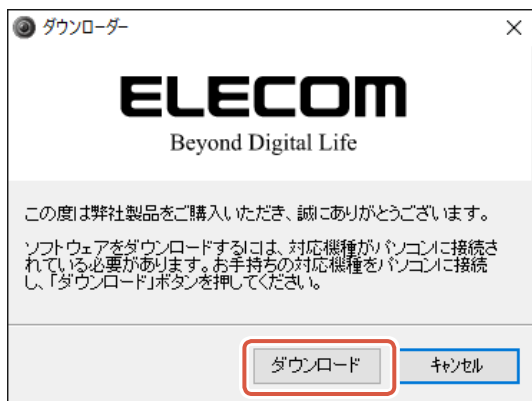 ダウンローダー
ELECOM
Beyond Digital Life
この度は弊社製品をご購入いただき、誠にありがとうございます。
ソフトウェアをダウンロードするには、対応機種がパソコンに接続さ
れている必要があります。お手持ちの対応機種をパソコンに接続
し、「ダウンロード」ボタンを押してください。
ダウンロード
キャンセル